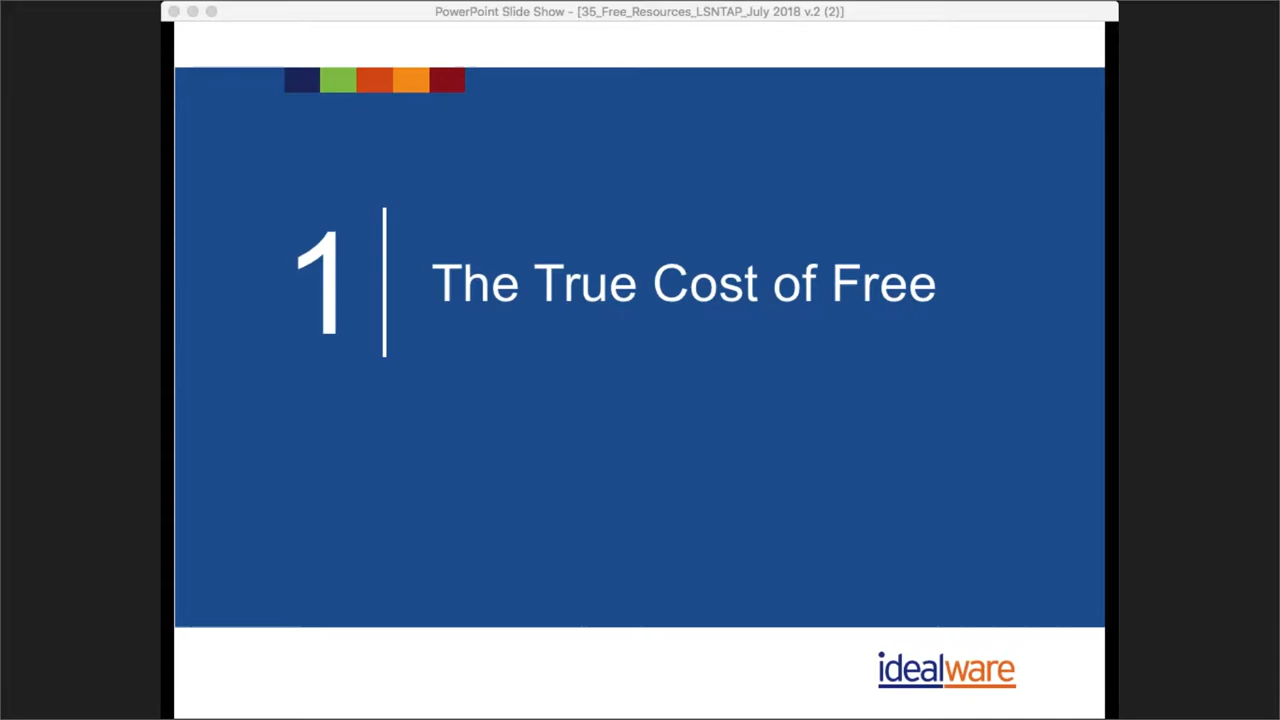 PowerPoint Slide Show - [35_Free_Resources_LSNTAP_July 2018 v.2 (2)]
1
The True Cost of Free
idealware